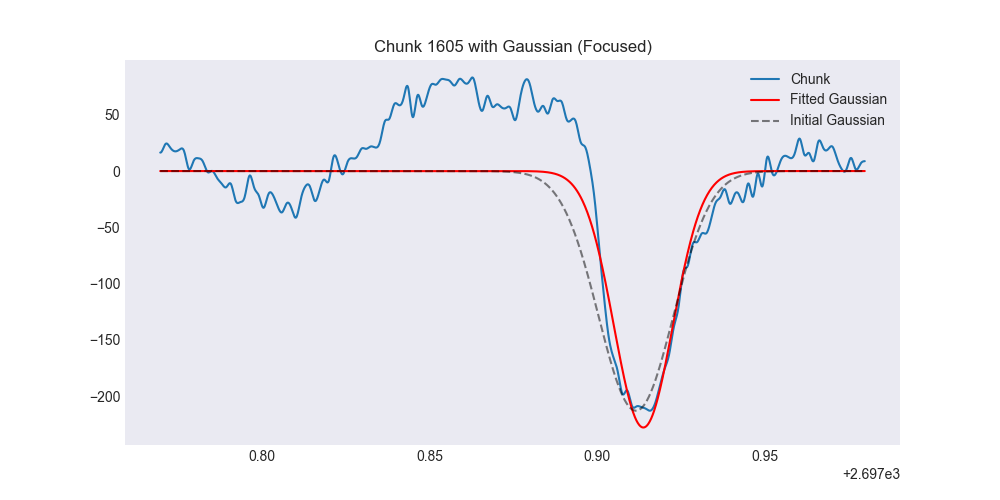 Chunk 1605 with Gaussian (Focused)
Chunk
Fitted Gaussian
Initial Gaussian
50
0
−50
−100
−150
−200
0.80
0.85
0.90
0.95
+2.697e3